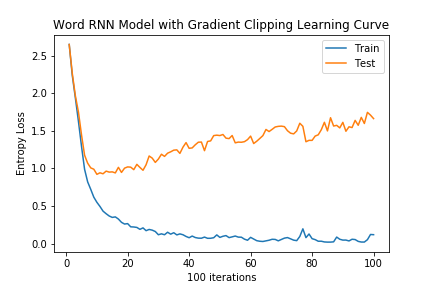 Word RNN Model with Gradient Clipping Learning Curve
Train
Test
Entropy Loss
2.5
2.0
1.5
1.0
0.5
0.0
0
20
40
60
80
100
100 iterations